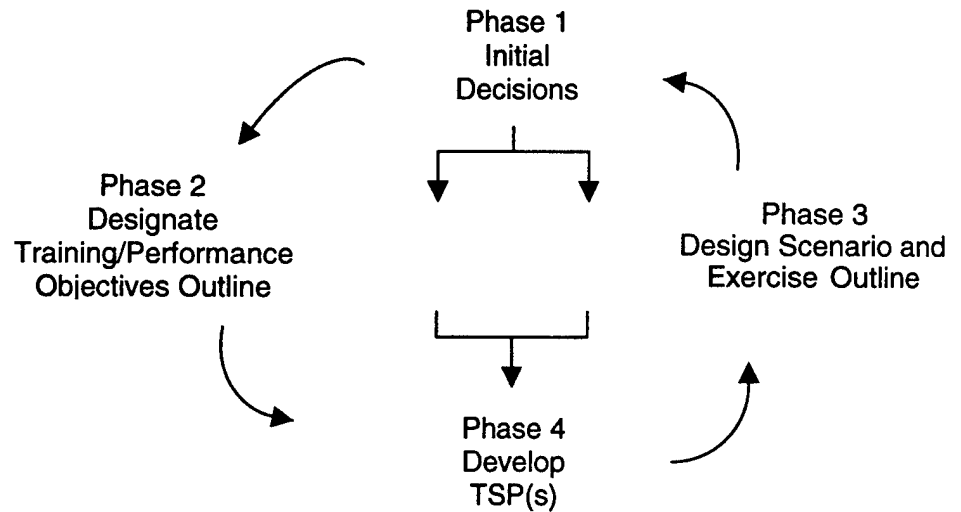 Phase 1
Initial
Decisions
Phase 2
Designate
Training/Performance
Objectives Outline
Phase 3
Design Scenario and
Exercise Outline
Phase 4
Develop
TSP(s)